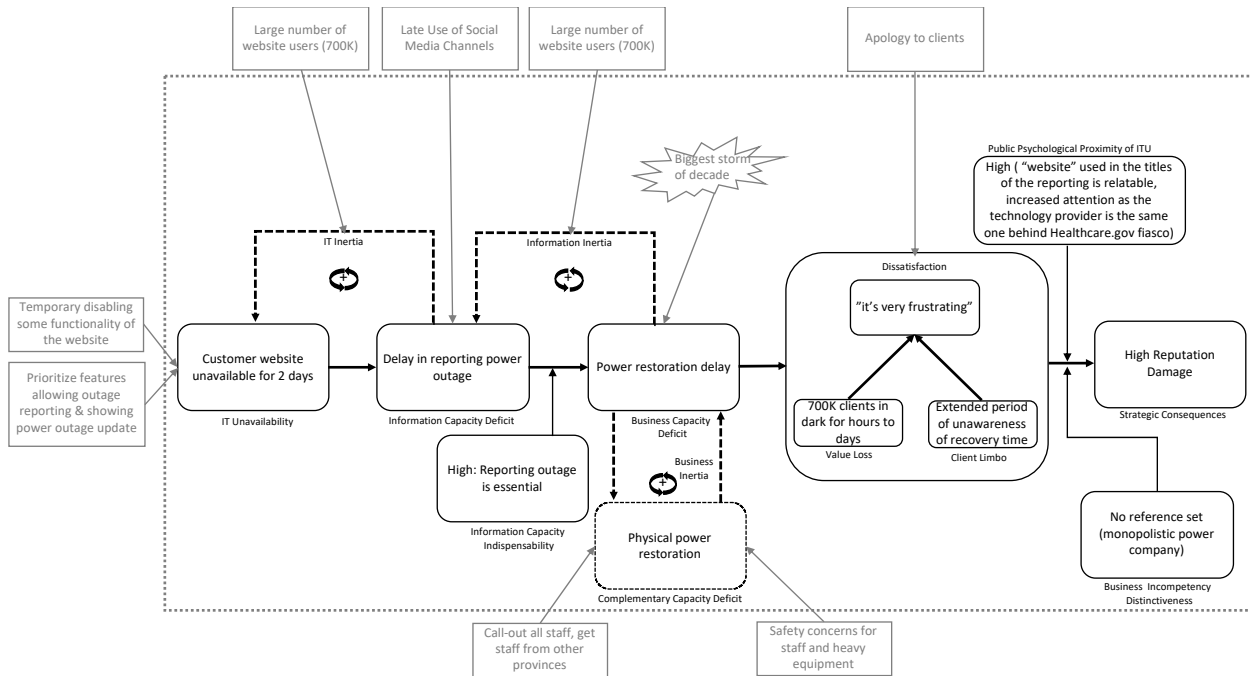 Large number of
website users (700K)
Late Use of Social
Media Channels
Large number of
website users (700K)
Apology to clients
Biggest storm
of decade
Public Psychological Proximity of ITU
High ( “website” used in the titles
of the reporting is relatable,
increased attention as the
technology provider is the same
one behind Healthcare.gov fiasco)
IT Inertia
+
Information Inertia
+
Dissatisfaction
”it’s very frustrating”
Temporary disabling
some functionality of
the website
Prioritize features
allowing outage
reporting & showing
power outage update
Customer website
unavailable for 2 days
IT Unavailability
Delay in reporting power
outage
Information Capacity Deficit
Power restoration delay
Business Capacity
Deficit
700K clients in
dark for hours to
days
Value Loss
Extended period
of unawareness
of recovery time
Client Limbo
High Reputation
Damage
Strategic Consequences
High: Reporting outage
is essential
Information Capacity
Indispensability
Business
Inertia
+
Physical power
restoration
Complementary Capacity Deficit
No reference set
(monopolistic power
company)
Business Incompetency
Distinctiveness
Call-out all staff, get
staff from other
provinces
Safety concerns for
staff and heavy
equipment